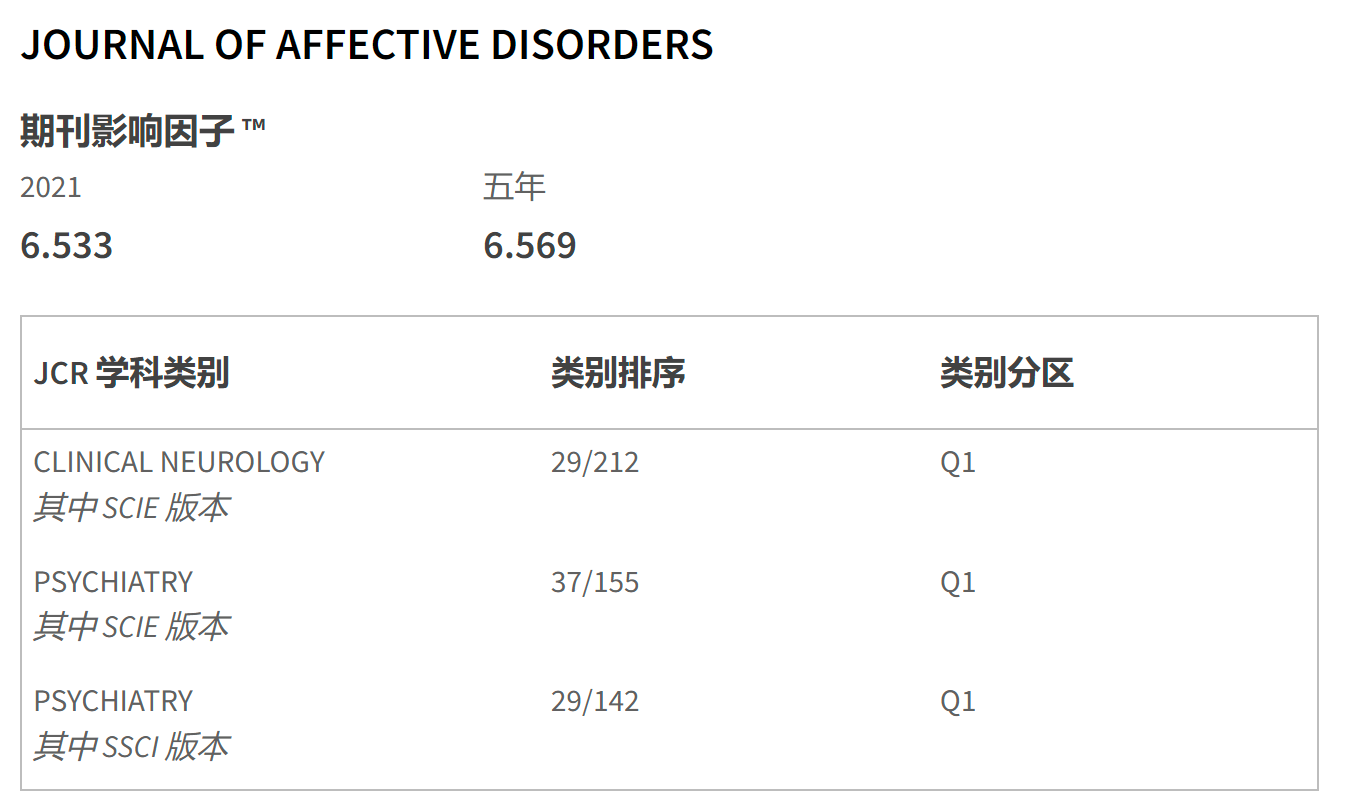 JOURNAL OF AFFECTIVE DISORDERS
期刊影响因子 ™
2021 五年
6.533 6.569
JCR 学科类别 类别排序 类别分区
CLINICAL NEUROLOGY 29/212 Q1
其中 SCIE 版本
PSYCHIATRY 37/155 Q1
其中 SCIE 版本
PSYCHIATRY 29/142 Q1
其中 SSCI 版本